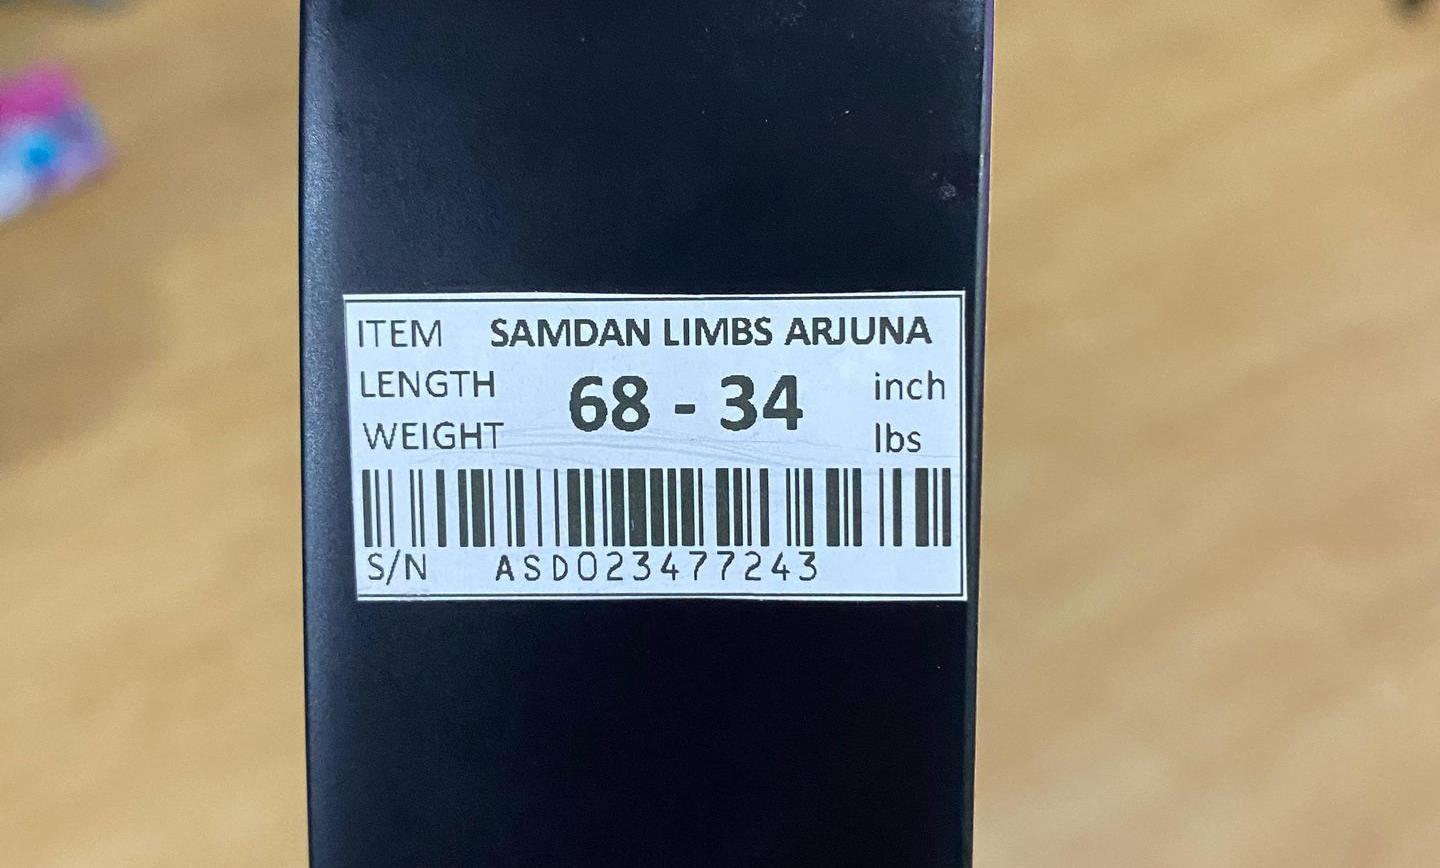 ITEM SAMDAN LIMBS ARJUNA
LENGTH 68 - 34 inch
WEIGHT lbs
S/N ASD023477243